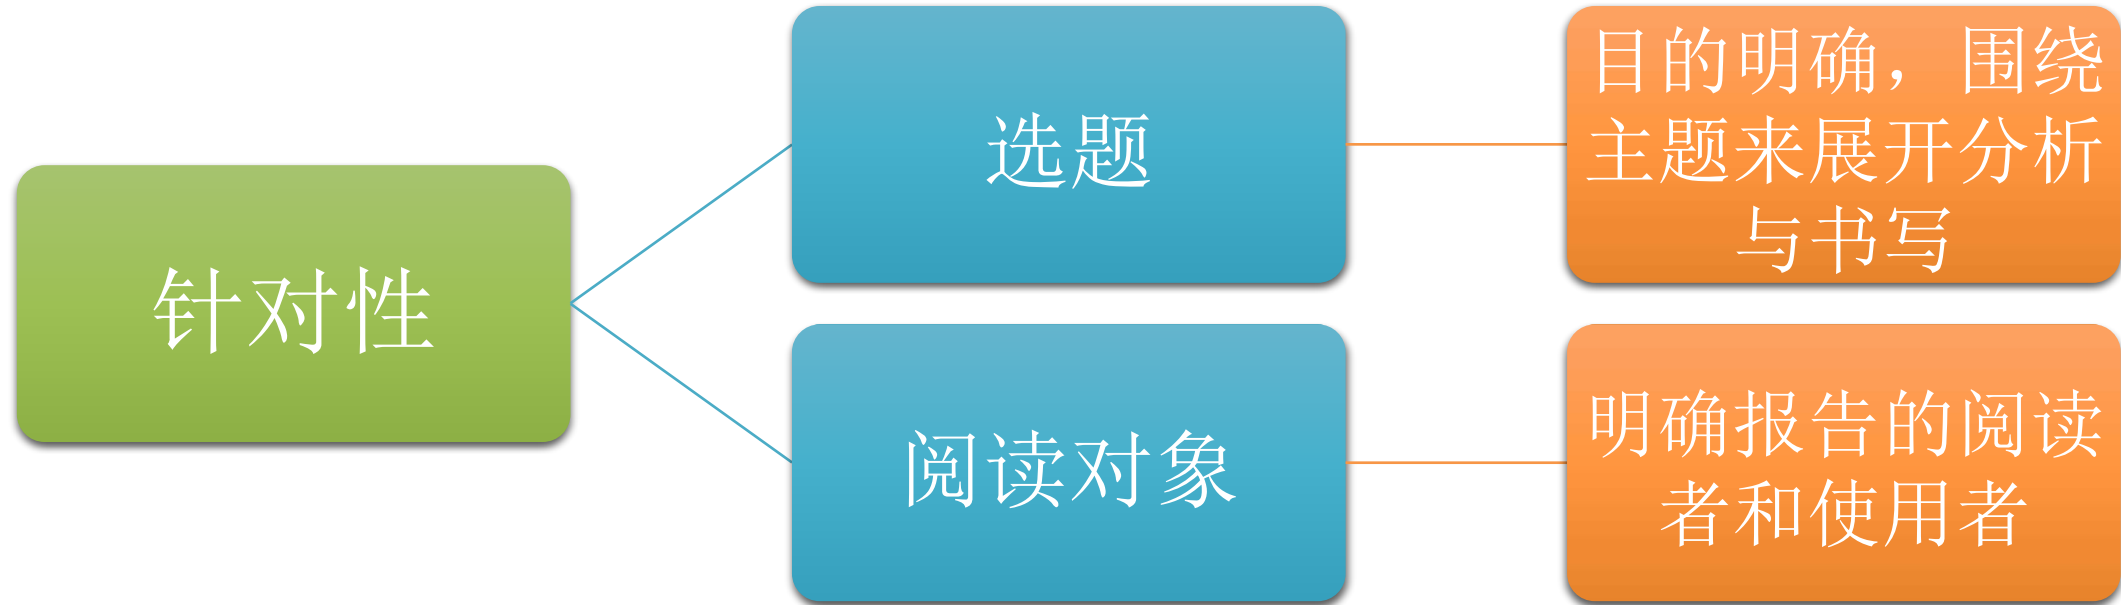 针对性
选题
目的明确，围绕
主题来展开分析
与书写
阅读对象
明确报告的阅读
者和使用者